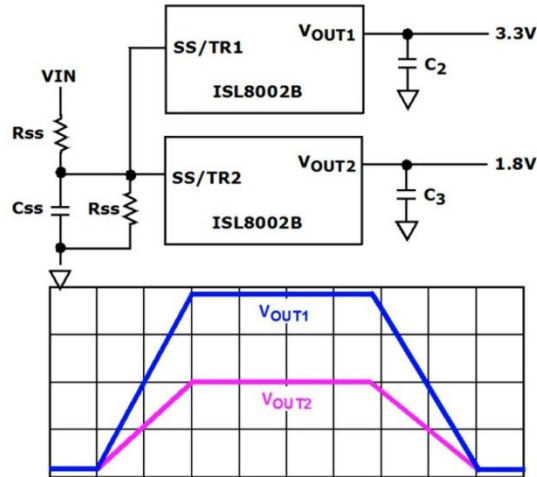 SS/TR1
VOUT1
3.3V
C2
ISL8002B
VIN
Rss
SS/TR2
VOUT2
1.8V
Css
Rss
C3
ISL8002B
VOUT1
VOUT2